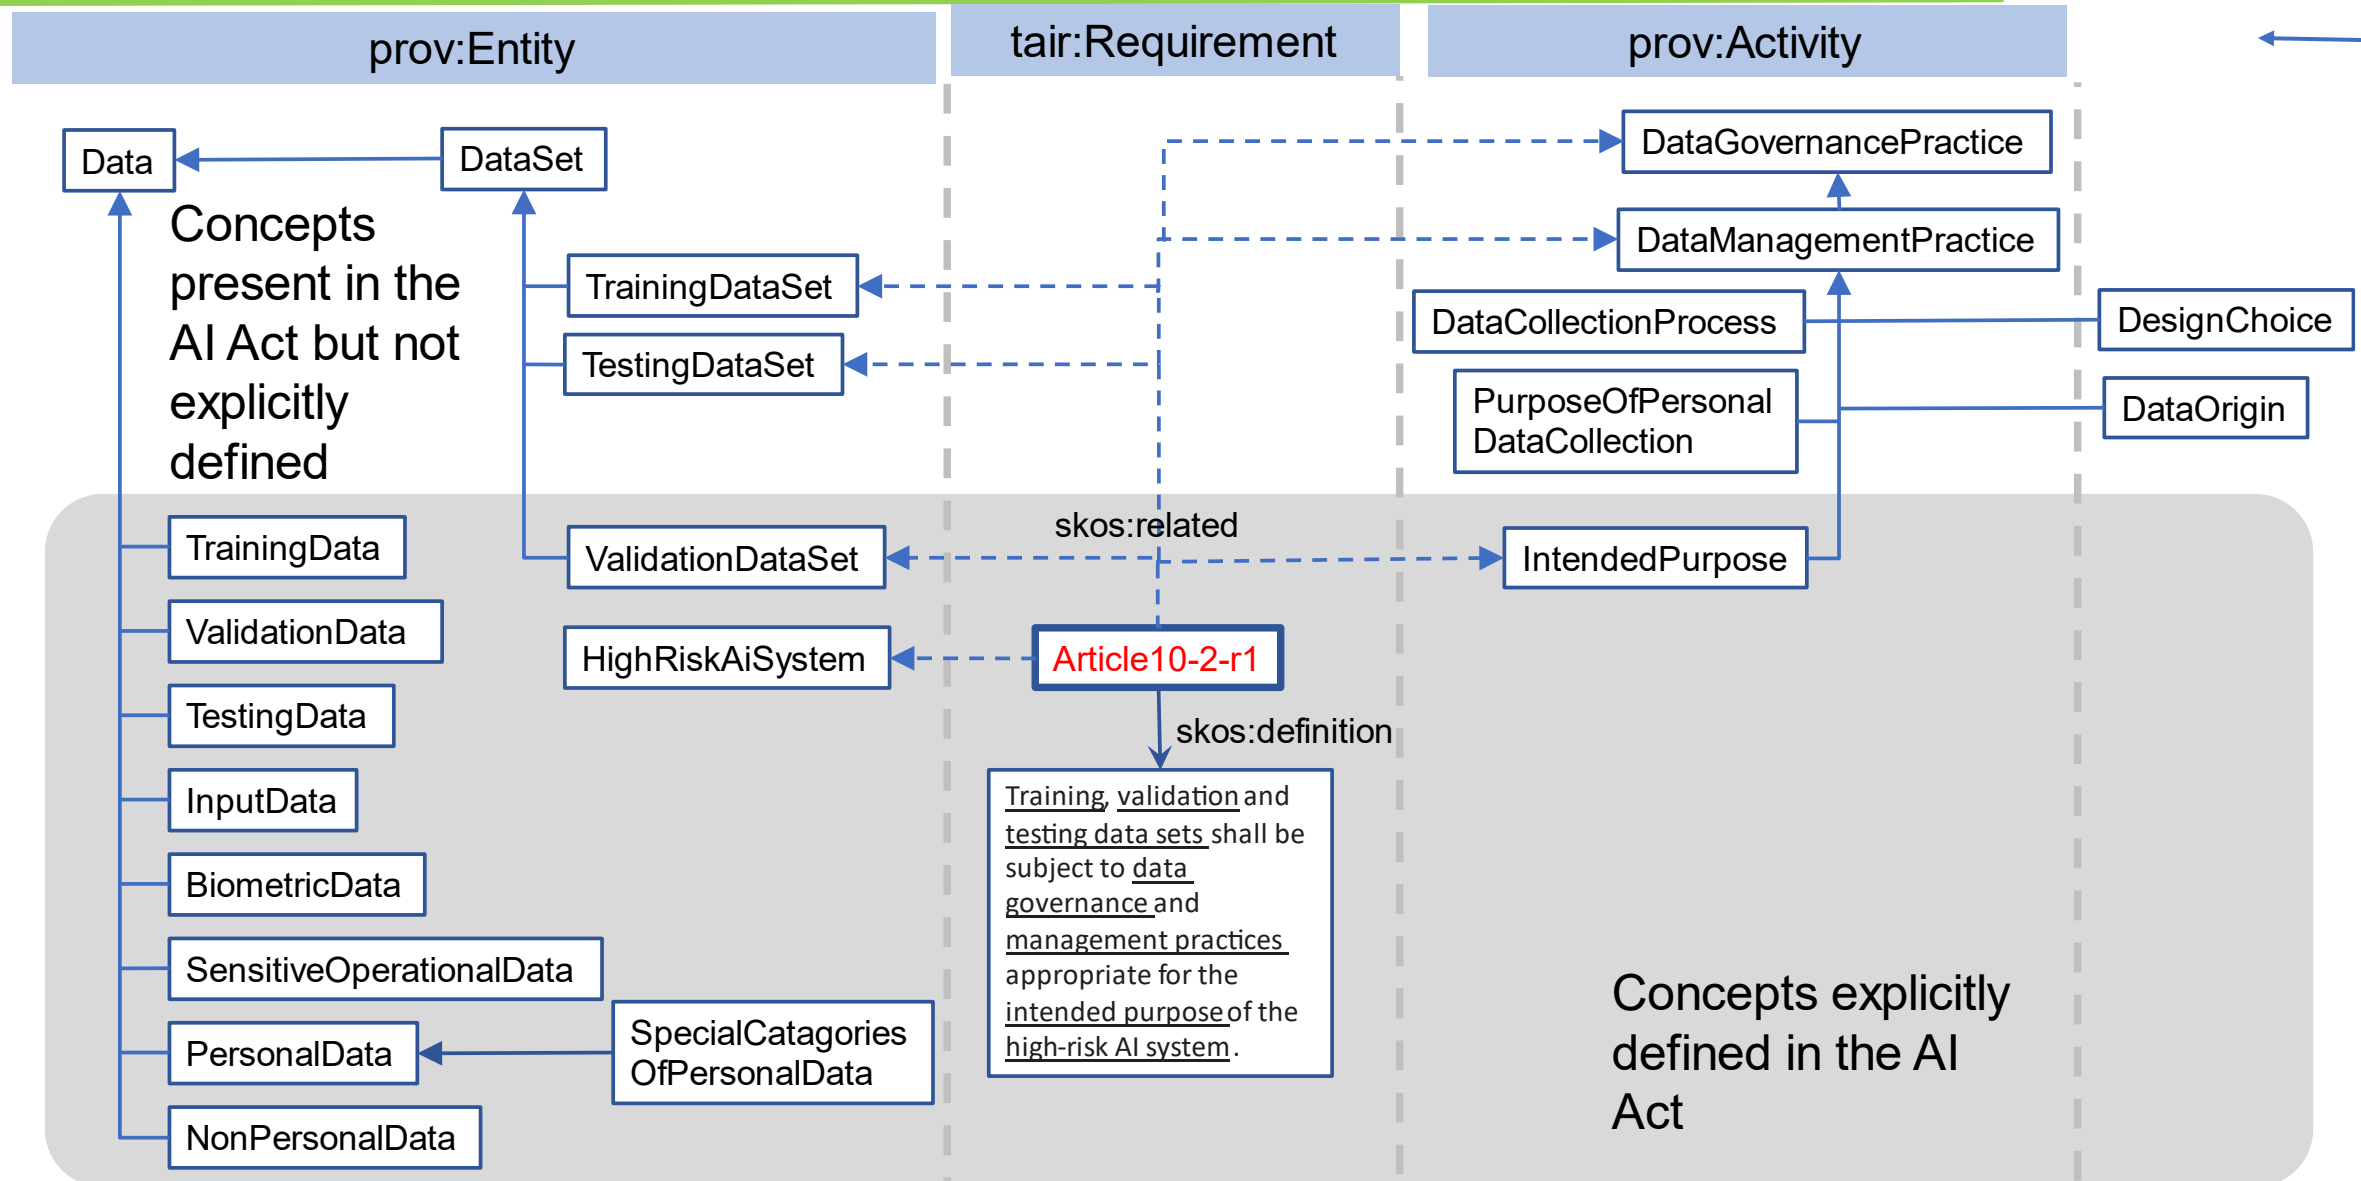 prov:Entity
tair:Requirement
prov:Activity
Data
DataSet
DataGovernancePractice
DataManagementPractice
Concepts
present in the
AI Act but not
explicitly
defined
TrainingDataSet
TestingDataSet
DataCollectionProcess
DesignChoice
PurposeOfPersonal
DataCollection
DataOrigin
skos:related
TrainingData
ValidationDataSet
IntendedPurpose
ValidationData
HighRiskAiSystem
Article10-2-r1
TestingData
skos:definition
InputData
BiometricData
SensitiveOperationalData
PersonalData
SpecialCatagories
OfPersonalData
NonPersonalData
Training, validation and
testing data sets shall be
subject to data
governance and
management practices
appropriate for the
intended purpose of the
high-risk AI system.
Concepts explicitly
defined in the AI
Act